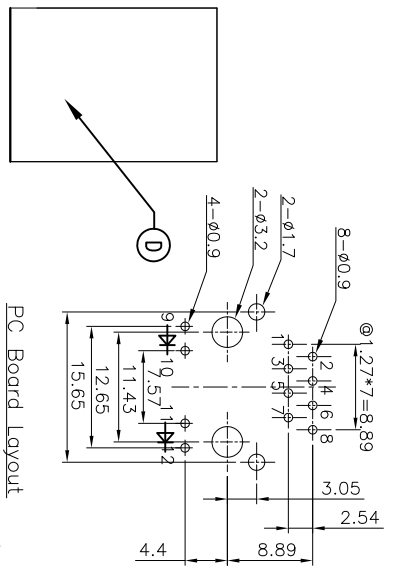 D
@1.27*7=8.89
8-ø0.9
2-ø1.7
2-ø3.2
4-ø0.9
2 4 6 8
1 3 5 7
9 10 11 12
7.57
11.43
12.65
15.65
3.05
2.54
8.89
4.4
PC Board Layout